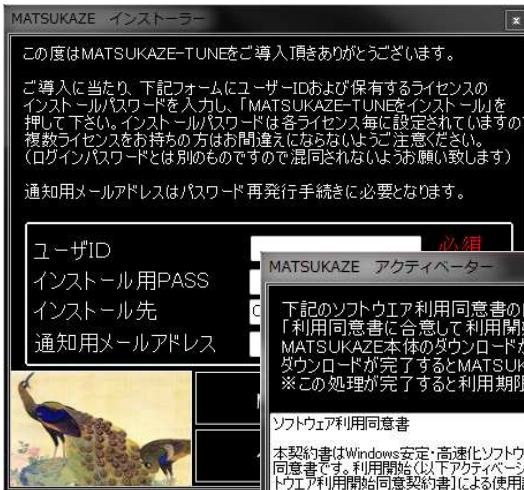 MATSUKAZE インストーラー
この度はMATSUKAZE-TUNEをご導入頂きありがとうございます。
ご導入に当たり、下記フォームにユーザーIDおよび保有するライセンスの
インストールパスワードを入力し、「MATSUKAZE-TUNEをインストール」を
押して下さい。インストールパスワードは各ライセンス毎に設定されていますので
複数ライセンスをお持ちの方はお間違えにならないようご注意ください。
(ログインパスワードとは別のものですので混同されないようお願い致します)
通知用メールアドレスはパスワード再発行手続きに必要となります。
ユーザID
必須
インストール用PASS
インストール先
通知用メールアドレス
MATSUKAZE アクティベーター
下記のソフトウエア利用同意書の
「利用同意書に合意して利用開
MATSUKAZE本体のダウンロードが
ダウンロードが完了するとMATSUK
※この処理が完了すると利用期限
ソフトウェア利用同意書
本契約書はWindows安定・高速化ソフトウ
同意書です。利用開始(以下アクティベーシ
トウエア利用開始同意契約書]による使用